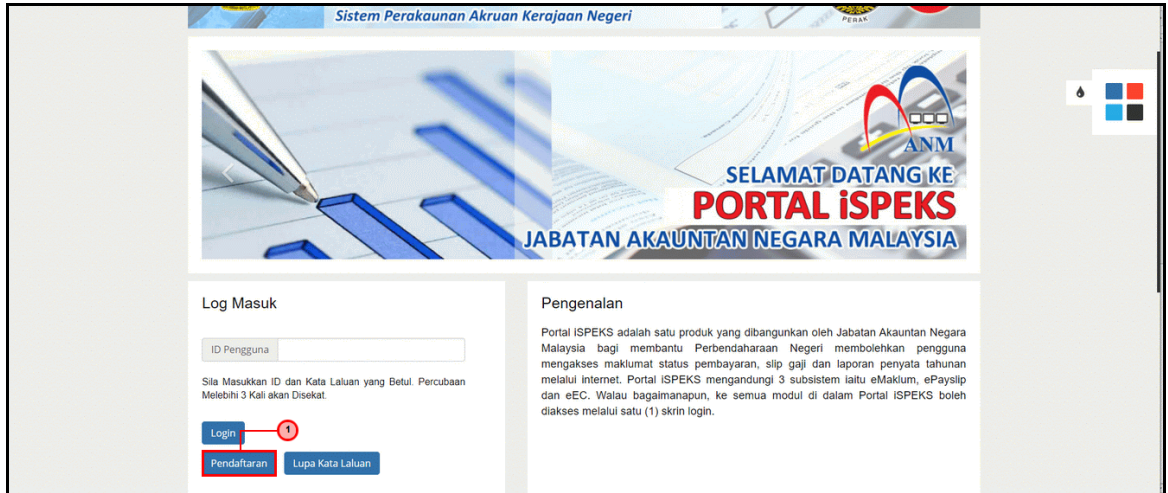 Sistem Perakaunan Akruan Kerajaan Negeri
PERAK
ANM
SELAMAT DATANG KE
PORTAL iSPEKS
JABATAN AKAUNTAN NEGARA MALAYSIA
Log Masuk
ID Pengguna
Sila Masukkan ID dan Kata Laluan yang Betul. Percubaan
Melebihi 3 Kali akan Disekat.
Login
1
Pendaftaran
Lupa Kata Laluan
Pengenalan
Portal iSPEKS adalah satu produk yang dibangunkan oleh Jabatan Akauntan Negara
Malaysia bagi membantu Perbendaharaan Negeri membolehkan pengguna
mengakses maklumat status pembayaran, slip gaji dan laporan penyata tahunan
melalui internet. Portal iSPEKS mengandungi 3 subsistem iaitu eMaklum, ePayslip
dan eEC. Walau bagaimanapun, ke semua modul di dalam Portal iSPEKS boleh
diakses melalui satu (1) skrin login.